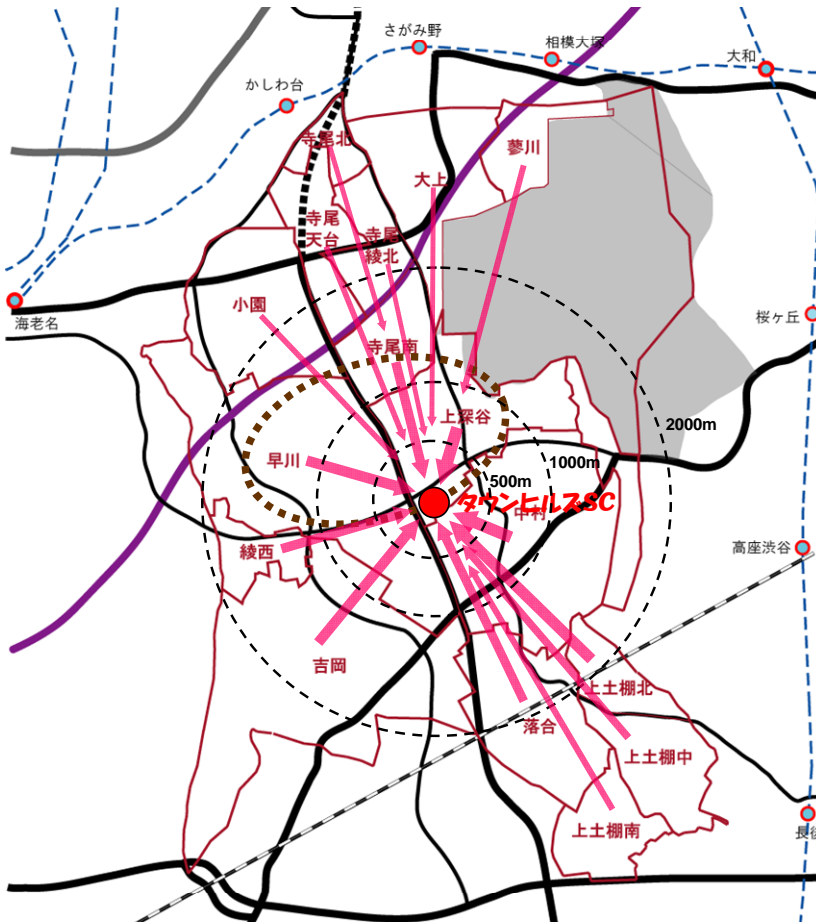 さがみ野
相模大塚
大和
かしわ台
寺尾北
蓼川
大上
寺尾
天台
寺尾
綾北
小園
海老名
桜ヶ丘
寺尾南
上深谷
2000m
早川
1000m
500m
タウンヒルズSC
中村
綾西
高座渋谷
吉岡
上土棚北
落合
上土棚中
上土棚南
長後